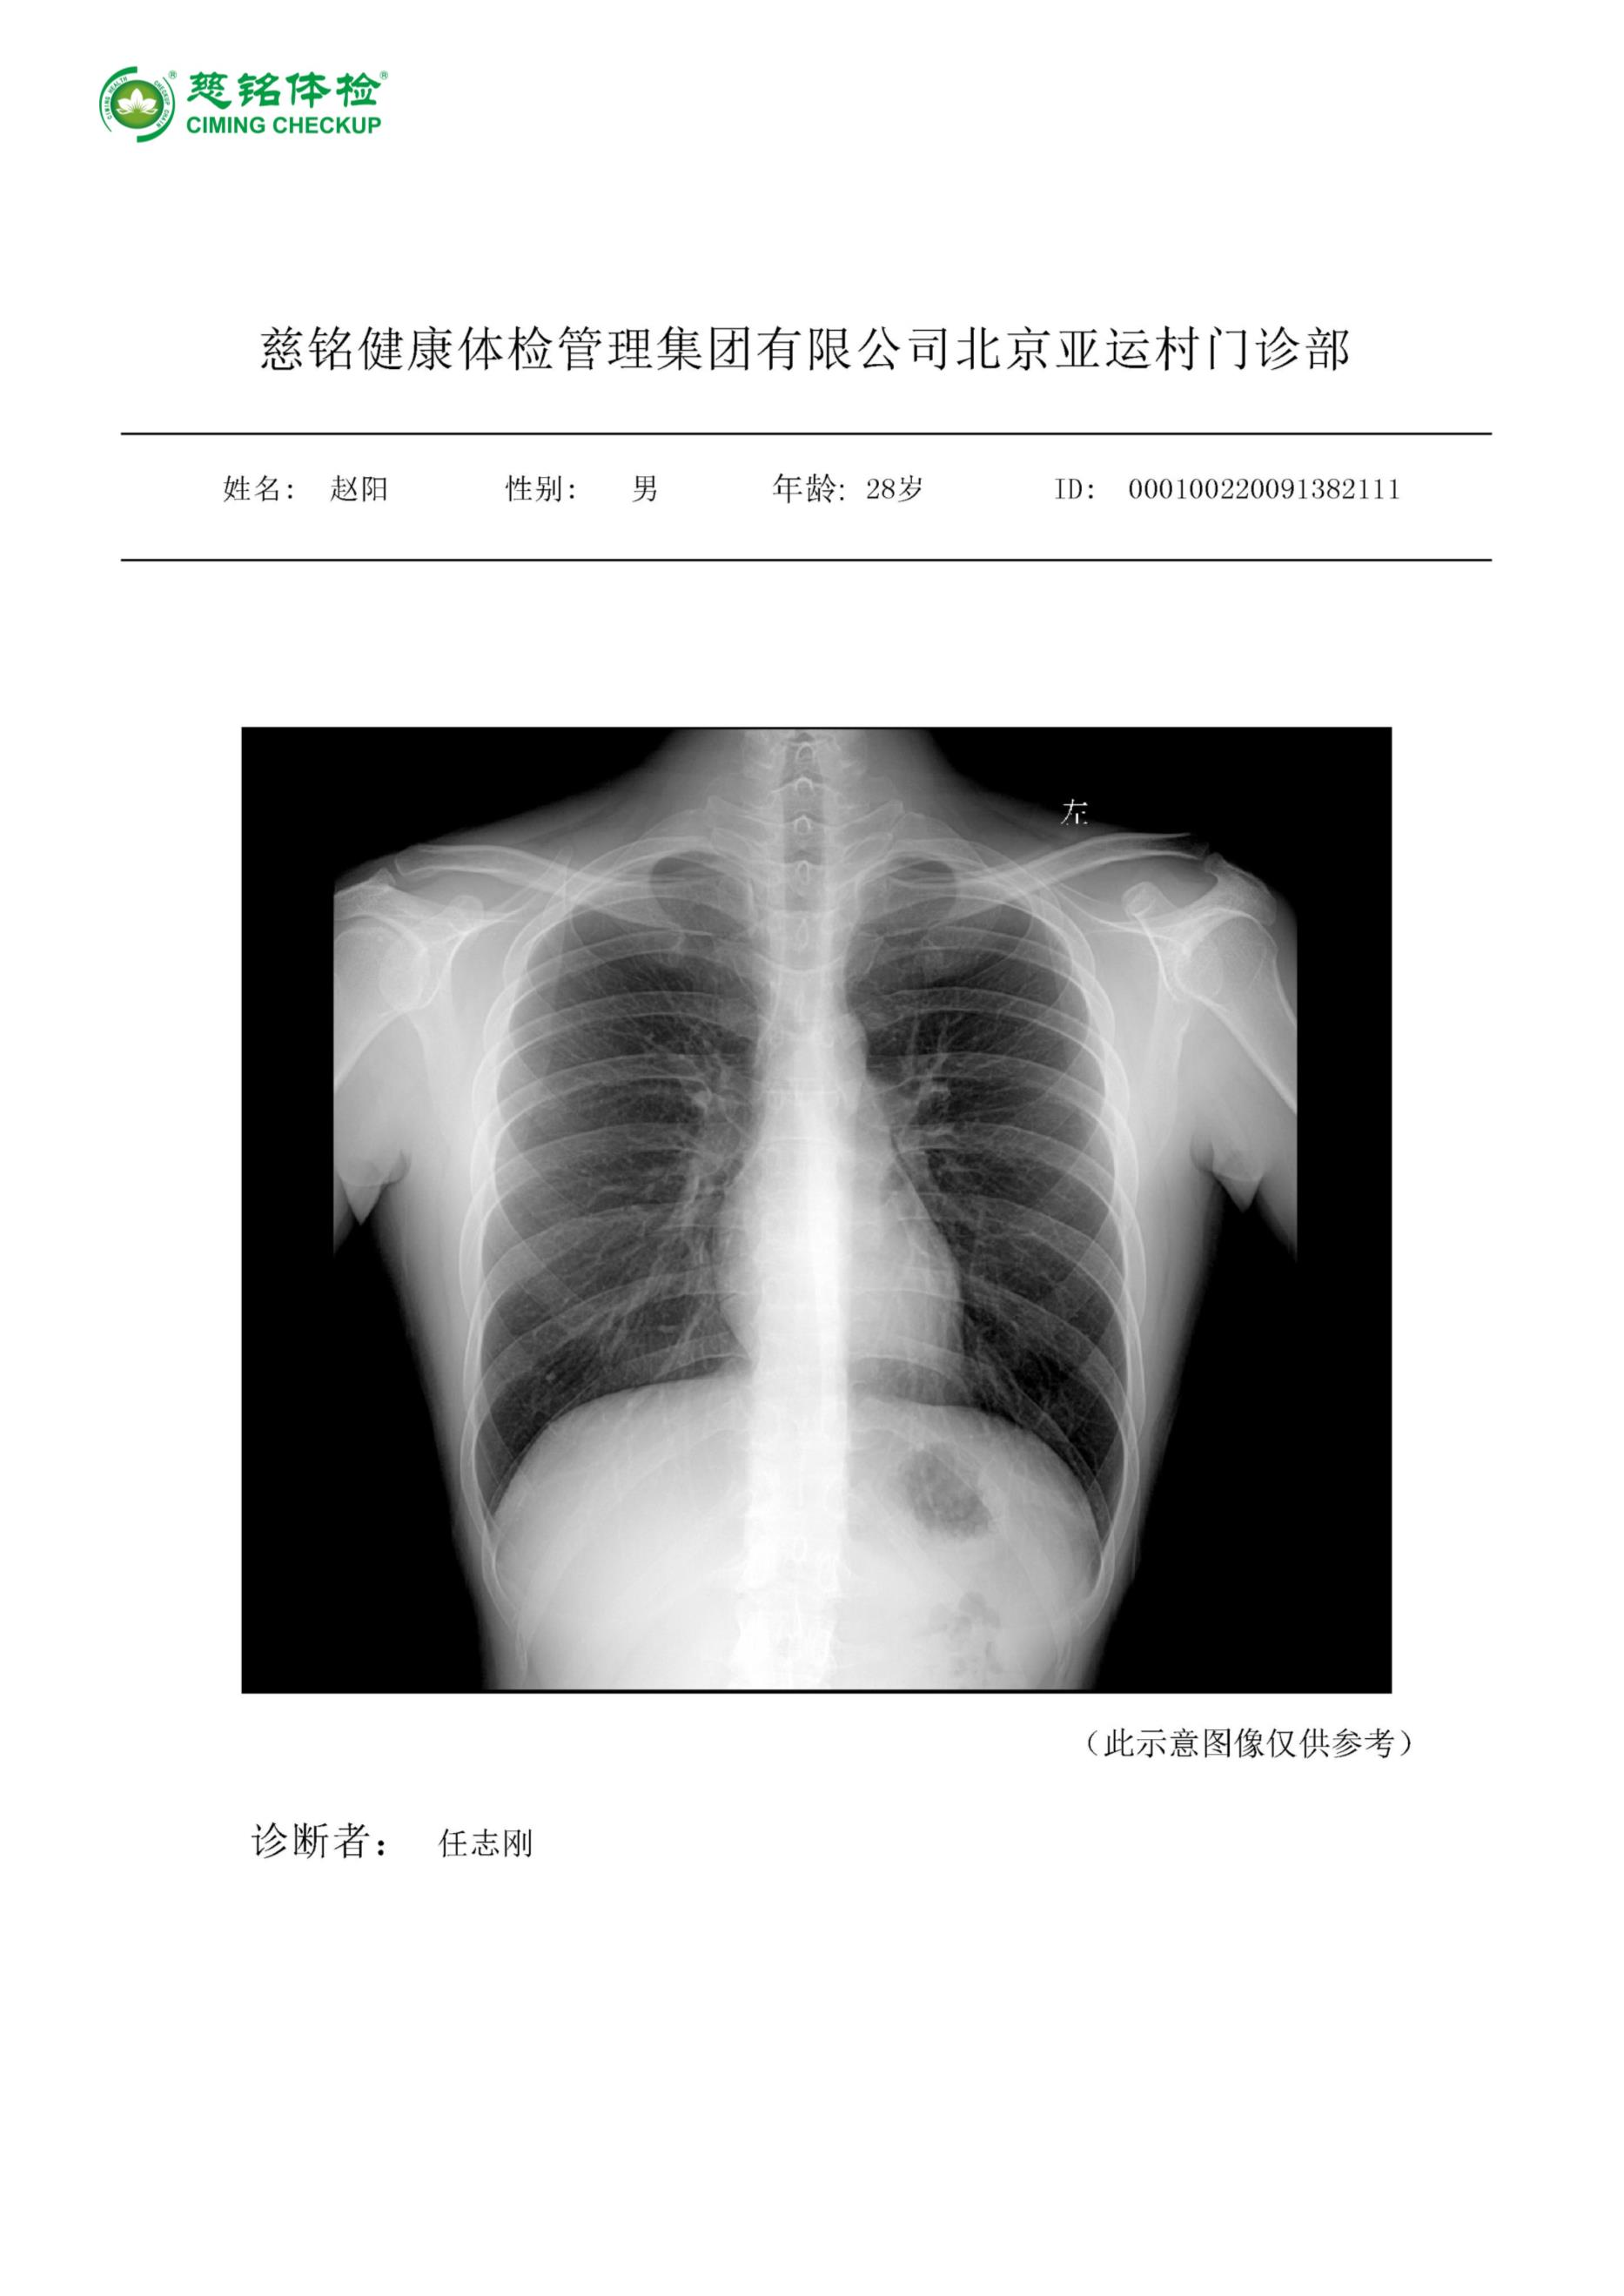 慈铭体检®
CIMING CHECKUP
慈铭健康体检管理集团有限公司北京亚运村门诊部
姓名： 赵阳 性别： 男 年龄: 28岁 ID: 000100220091382111
左
（此示意图像仅供参考）
诊断者： 任志刚